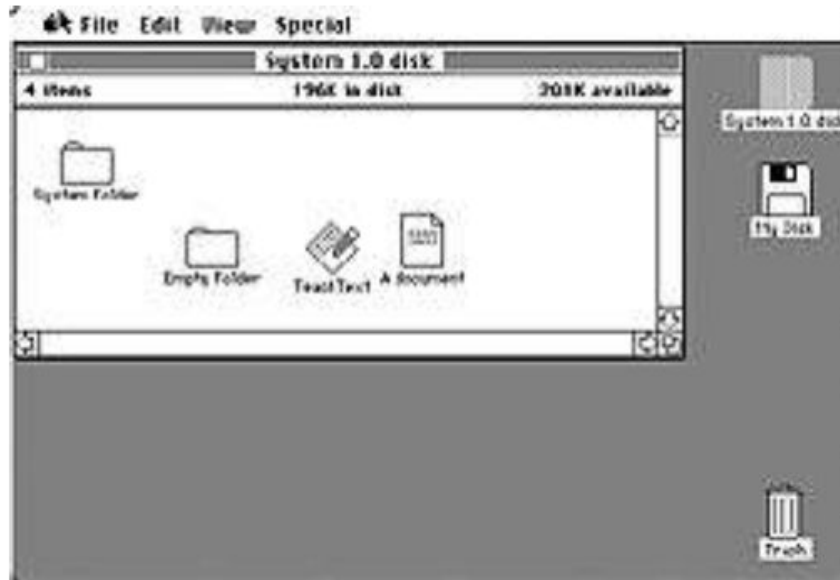 File Edit View Special
System 1.0 disk
4 items 196K in disk 201K available
System 1.0 disk
System Folder
My Disk
Empty Folder TeachText A document
Trash